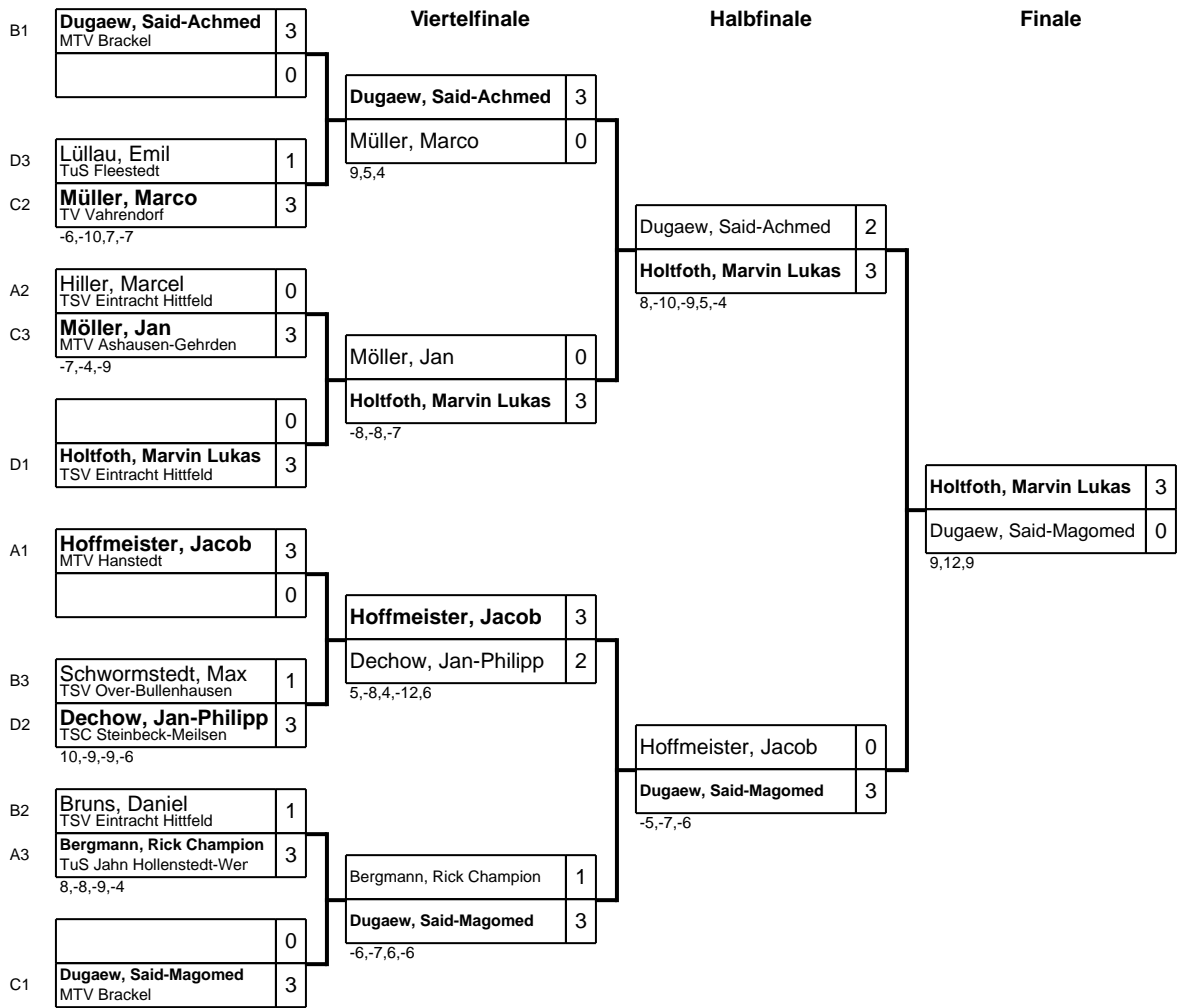 Viertelfinale
Halbfinale
Finale
B1
Dugaew, Said-Achmed 3
MTV Brackel
0
D3
Lüllau, Emil 1
TuS Fleestedt
C2
Müller, Marco 3
TV Vahrendorf
-6,-10,7,-7
A2
Hiller, Marcel 0
TSV Eintracht Hittfeld
C3
Möller, Jan 3
MTV Ashausen-Gehrden
-7,-4,-9
0
D1
Holtfoth, Marvin Lukas 3
TSV Eintracht Hittfeld
A1
Hoffmeister, Jacob 3
MTV Hanstedt
0
B3
Schwormstedt, Max 1
TSV Over-Bullenhausen
D2
Dechow, Jan-Philipp 3
TSC Steinbeck-Meilsen
10,-9,-9,-6
B2
Bruns, Daniel 1
TSV Eintracht Hittfeld
A3
Bergmann, Rick Champion 3
TuS Jahn Hollenstedt-Wer
8,-8,-9,-4
0
C1
Dugaew, Said-Magomed 3
MTV Brackel
Dugaew, Said-Achmed 3
Müller, Marco 0
9,5,4
Möller, Jan 0
Holtfoth, Marvin Lukas 3
-8,-8,-7
Hoffmeister, Jacob 3
Dechow, Jan-Philipp 2
5,-8,4,-12,6
Bergmann, Rick Champion 1
Dugaew, Said-Magomed 3
-6,-7,6,-6
Dugaew, Said-Achmed 2
Holtfoth, Marvin Lukas 3
8,-10,-9,5,-4
Hoffmeister, Jacob 0
Dugaew, Said-Magomed 3
-5,-7,-6
Holtfoth, Marvin Lukas 3
Dugaew, Said-Magomed 0
9,12,9